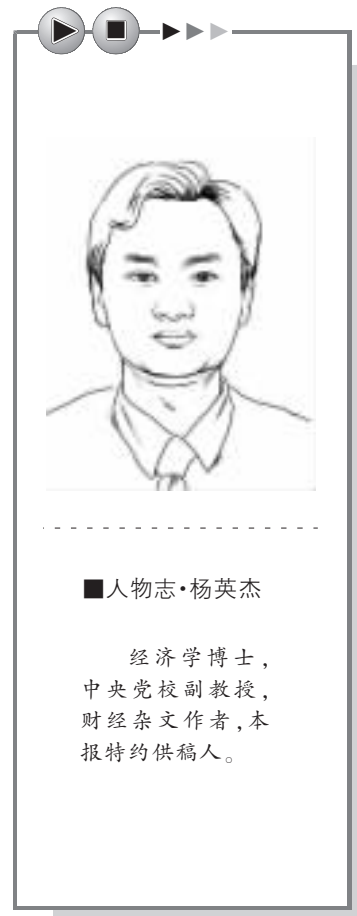 ■人物志·杨英杰
经济学博士，
中央党校副教授，
财经杂文作者，本
报特约供稿人。